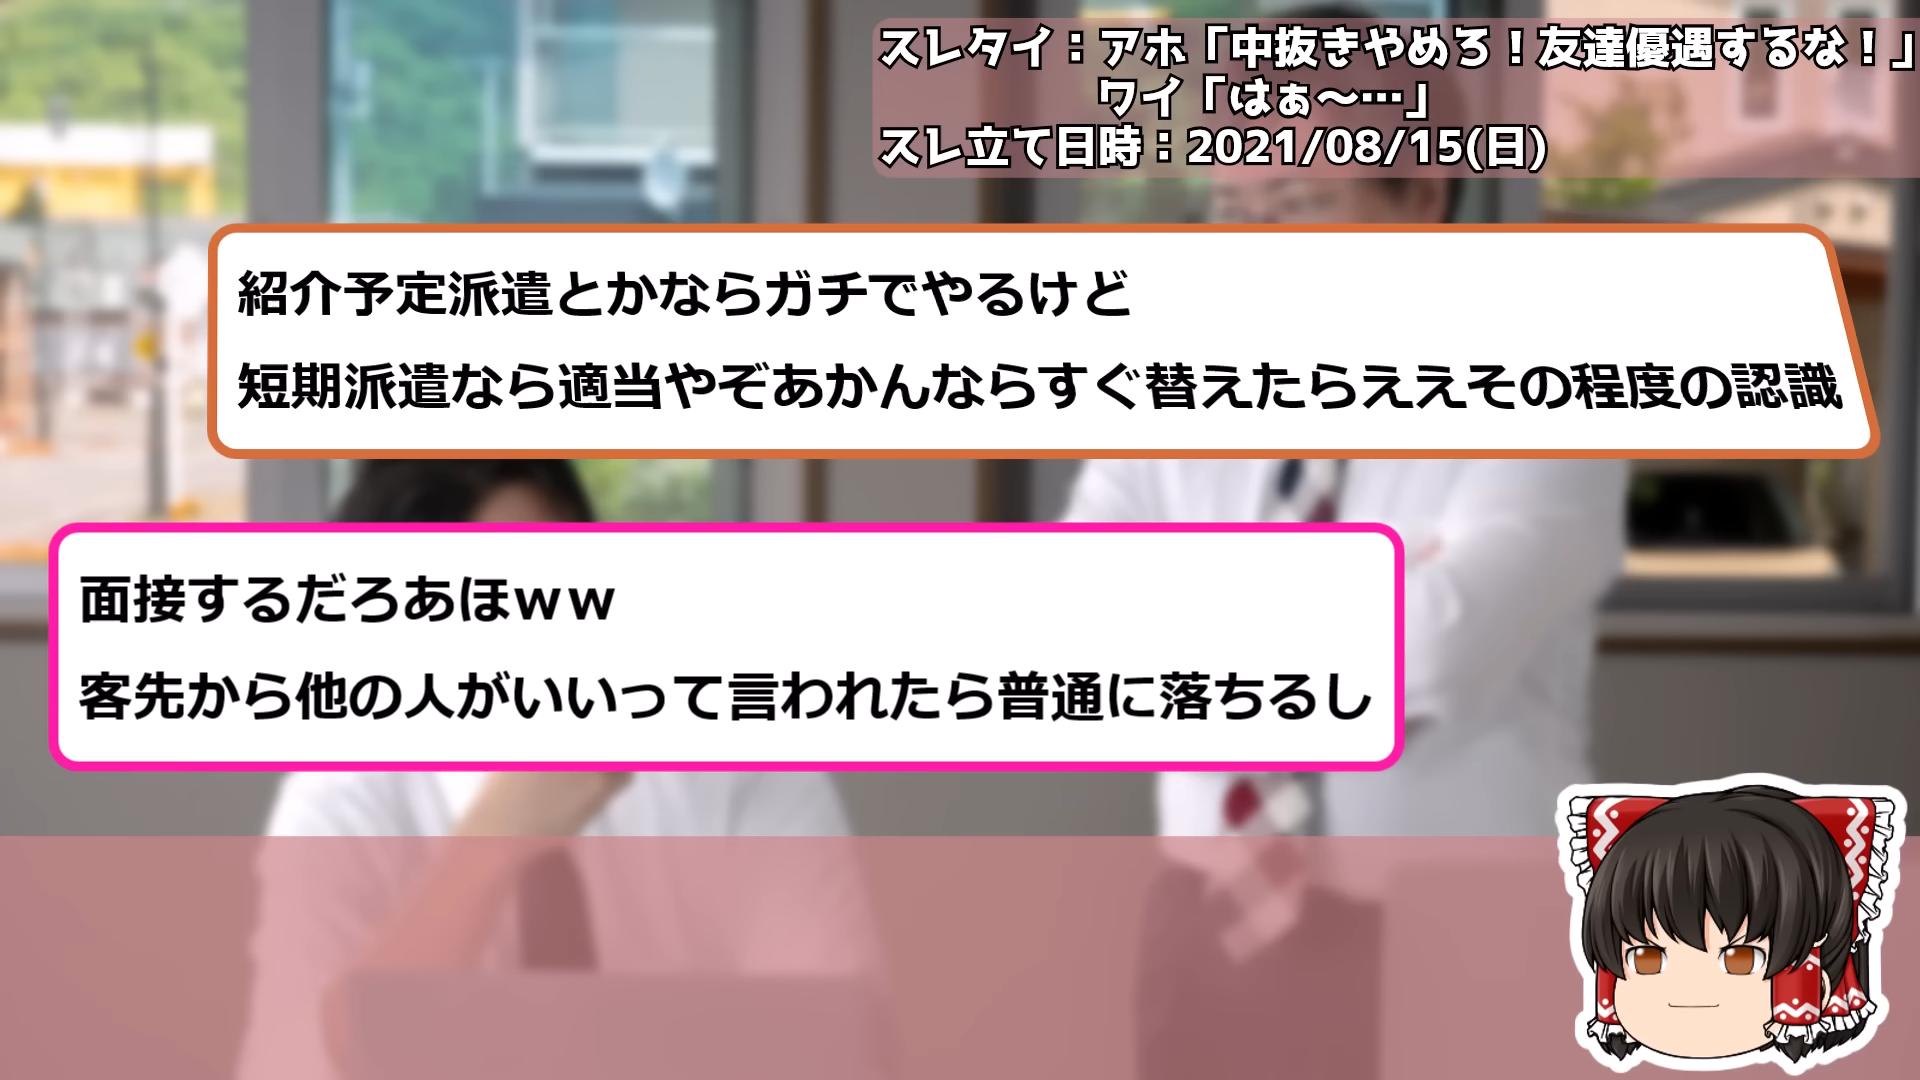 スレタイ：アホ「中抜きやめろ！友達優遇するな！」
ワイ「はぁ～…」
スレ立て日時：2021/08/15(日)
紹介予定派遣とかならガチでやるけど
短期派遣なら適当やぞあかんならすぐ替えたらええその程度の認識
面接するだろあほｗｗ
客先から他の人がいいって言われたら普通に落ちるし